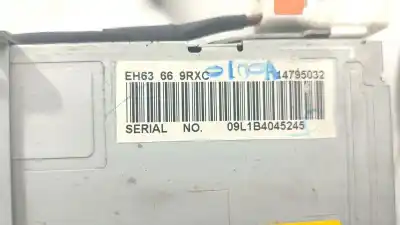 EH63 66 9RXC 14795032
SERIAL NO. 09L1B4045245